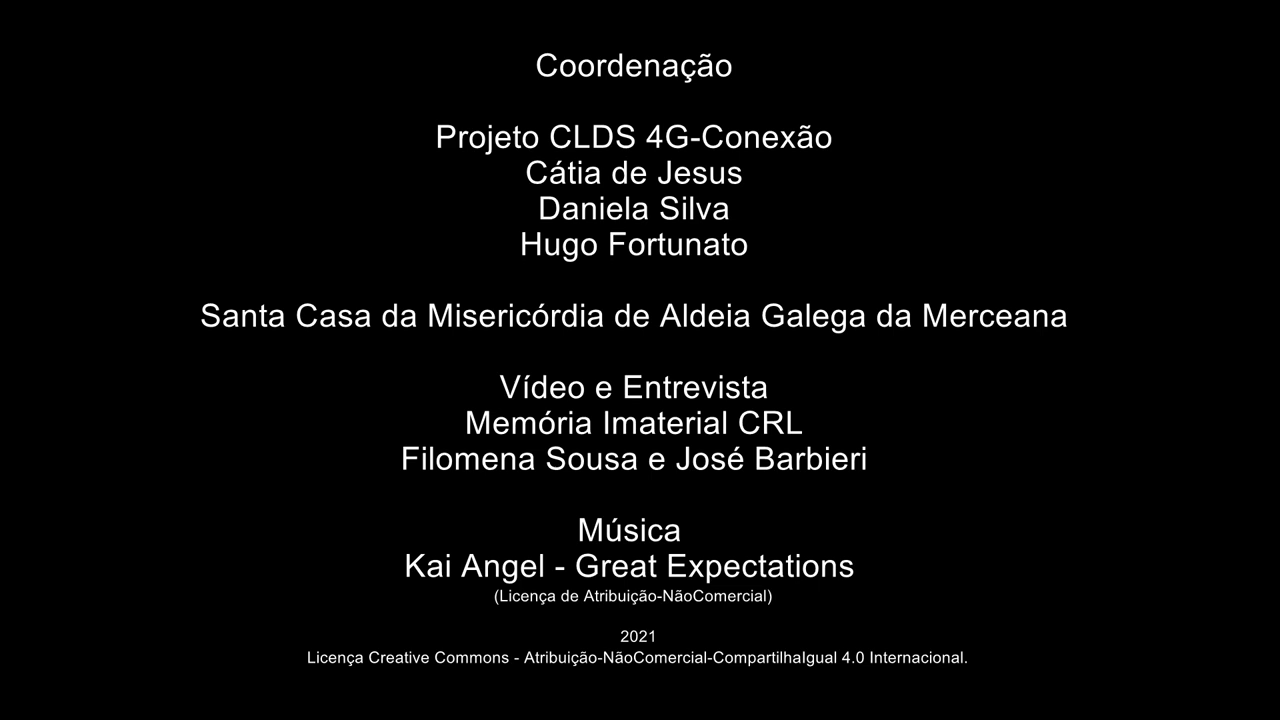 Coordenação
Projeto CLDS 4G-Conexão
Cátia de Jesus
Daniela Silva
Hugo Fortunato
Santa Casa da Misericórdia de Aldeia Galega da Merceana
Vídeo e Entrevista
Memória Imaterial CRL
Filomena Sousa e José Barbieri
Música
Kai Angel - Great Expectations
(Licença de Atribuição-NãoComercial)
2021
Licença Creative Commons - Atribuição-NãoComercial-CompartilhaIgual 4.0 Internacional.